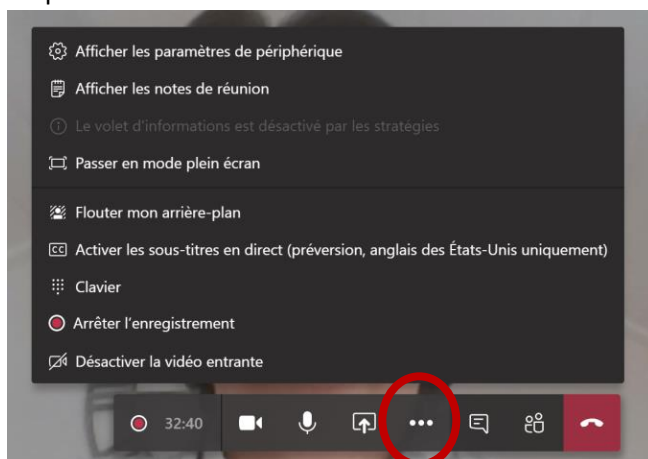 Afficher les paramètres de périphérique
Afficher les notes de réunion
Le volet d'informations est désactivé par les stratégies
Passer en mode plein écran
Flouter mon arrière-plan
CC Activer les sous-titres en direct (préversion, anglais des États-Unis uniquement)
Clavier
Arrêter l'enregistrement
Désactiver la vidéo entrante
32:40